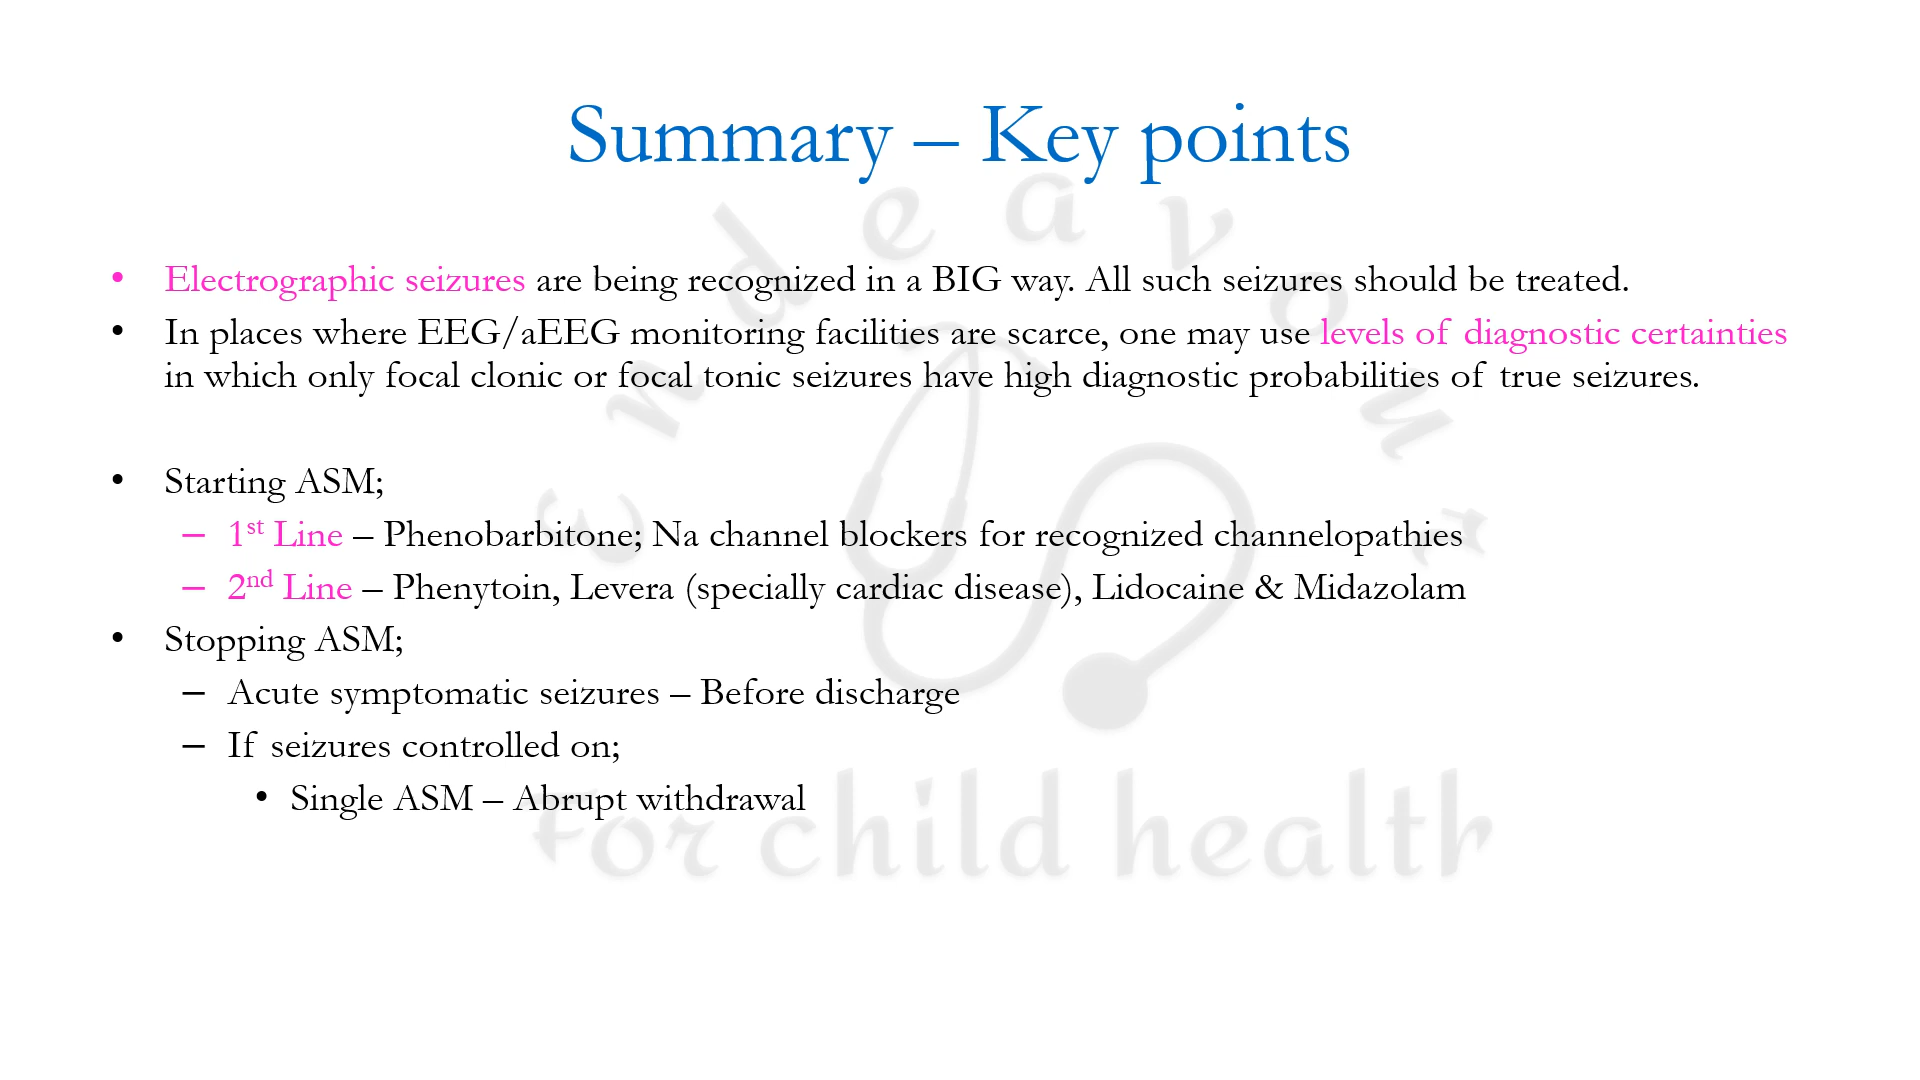 Summary – Key points
• Electrographic seizures are being recognized in a BIG way. All such seizures should be treated.
• In places where EEG/aEEG monitoring facilities are scarce, one may use levels of diagnostic certainties
in which only focal clonic or focal tonic seizures have high diagnostic probabilities of true seizures.
• Starting ASM;
– 1st Line – Phenobarbitone; Na channel blockers for recognized channelopathies
– 2nd Line – Phenytoin, Levera (specially cardiac disease), Lidocaine & Midazolam
• Stopping ASM;
– Acute symptomatic seizures – Before discharge
– If seizures controlled on;
• Single ASM – Abrupt withdrawal
Endeavour
For child health